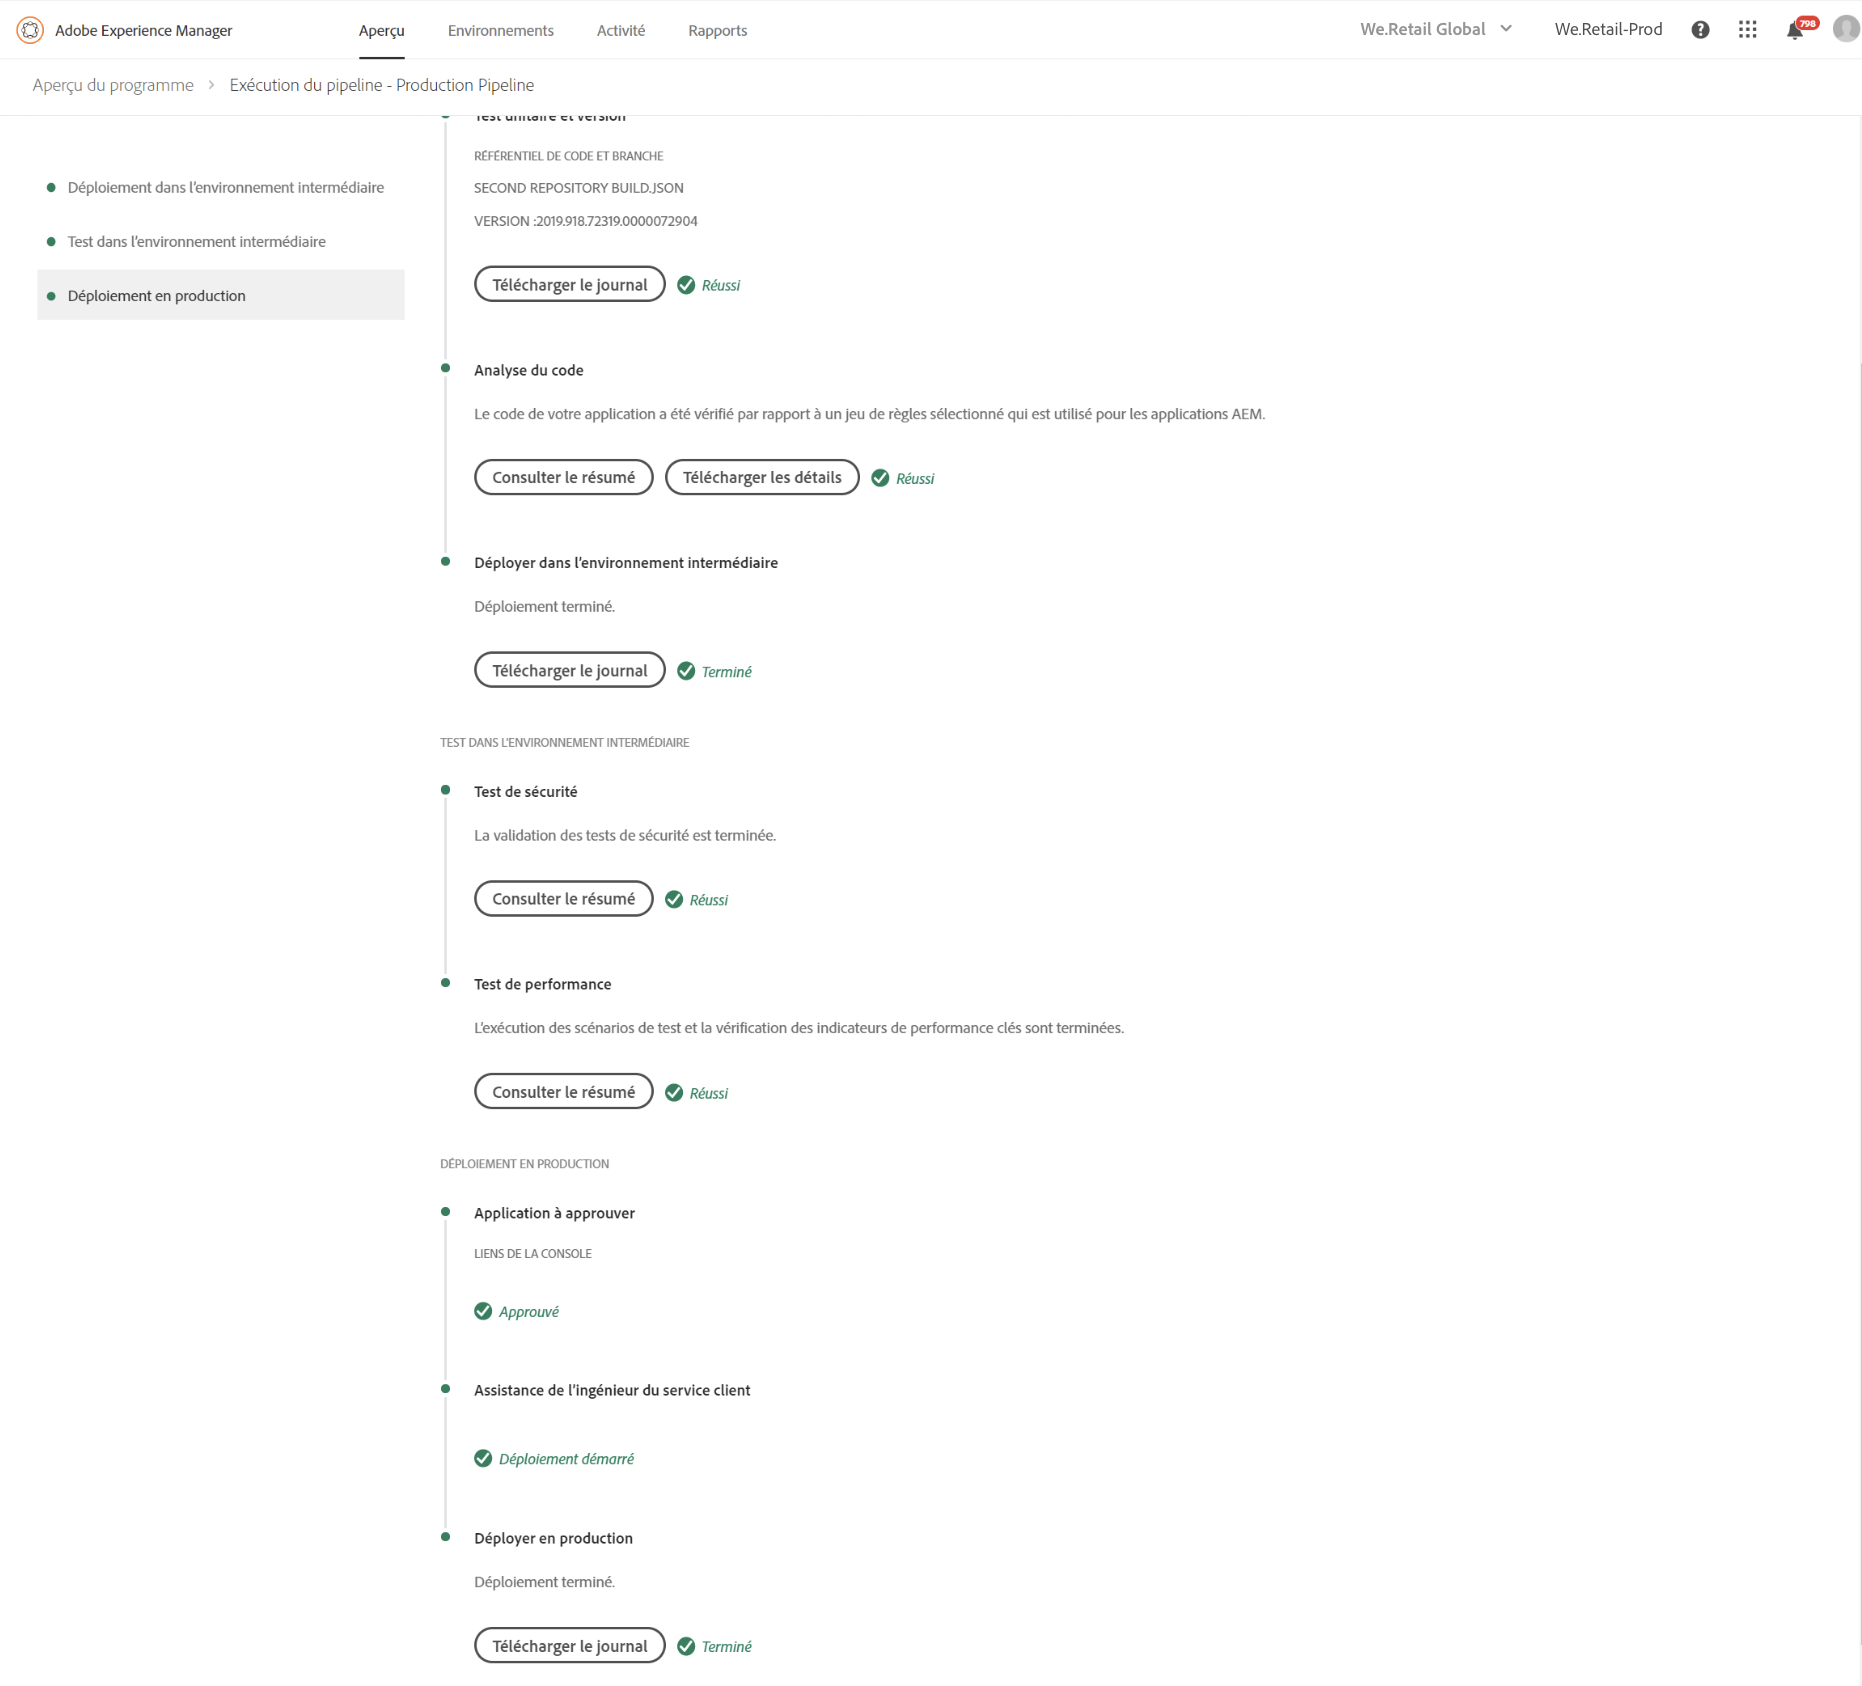 Adobe Experience Manager
Aperçu
Environnements
Activité
Rapports
We.Retail Global
We.Retail-Prod
798
Aperçu du programme > Exécution du pipeline - Production Pipeline
Déploiement dans l'environnement intermédiaire
Test dans l'environnement intermédiaire
Déploiement en production
Test unitaire et version
RÉFÉRENTIEL DE CODE ET BRANCHE
SECOND REPOSITORY BUILD.JSON
VERSION :2019.918.72319.0000072904
Télécharger le journal Réussi
Analyse du code
Le code de votre application a été vérifié par rapport à un jeu de règles sélectionné qui est utilisé pour les applications AEM.
Consulter le résumé Télécharger les détails Réussi
Déployer dans l'environnement intermédiaire
Déploiement terminé.
Télécharger le journal Terminé
TEST DANS L'ENVIRONNEMENT INTERMÉDIAIRE
Test de sécurité
La validation des tests de sécurité est terminée.
Consulter le résumé Réussi
Test de performance
L'exécution des scénarios de test et la vérification des indicateurs de performance clés sont terminées.
Consulter le résumé Réussi
DÉPLOIEMENT EN PRODUCTION
Application à approuver
LIENS DE LA CONSOLE
Approuvé
Assistance de l'ingénieur du service client
Déploiement démarré
Déployer en production
Déploiement terminé.
Télécharger le journal Terminé